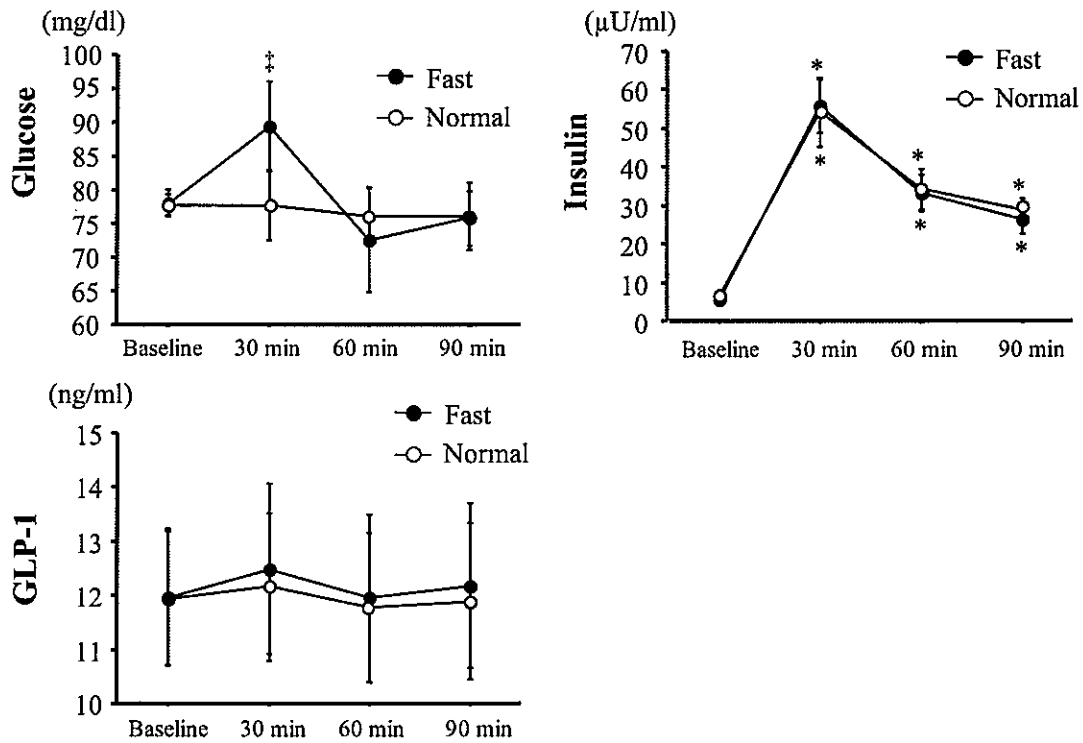 (mg/dl)
Glucose
100
95
90
85
80
75
70
65
60
‡
Fast
Normal
Baseline 30 min 60 min 90 min
(µU/ml)
Insulin
70
60
50
40
30
20
10
0
*
*
*
*
*
*
Fast
Normal
Baseline 30 min 60 min 90 min
(ng/ml)
GLP-1
15
14
13
12
11
10
Fast
Normal
Baseline 30 min 60 min 90 min